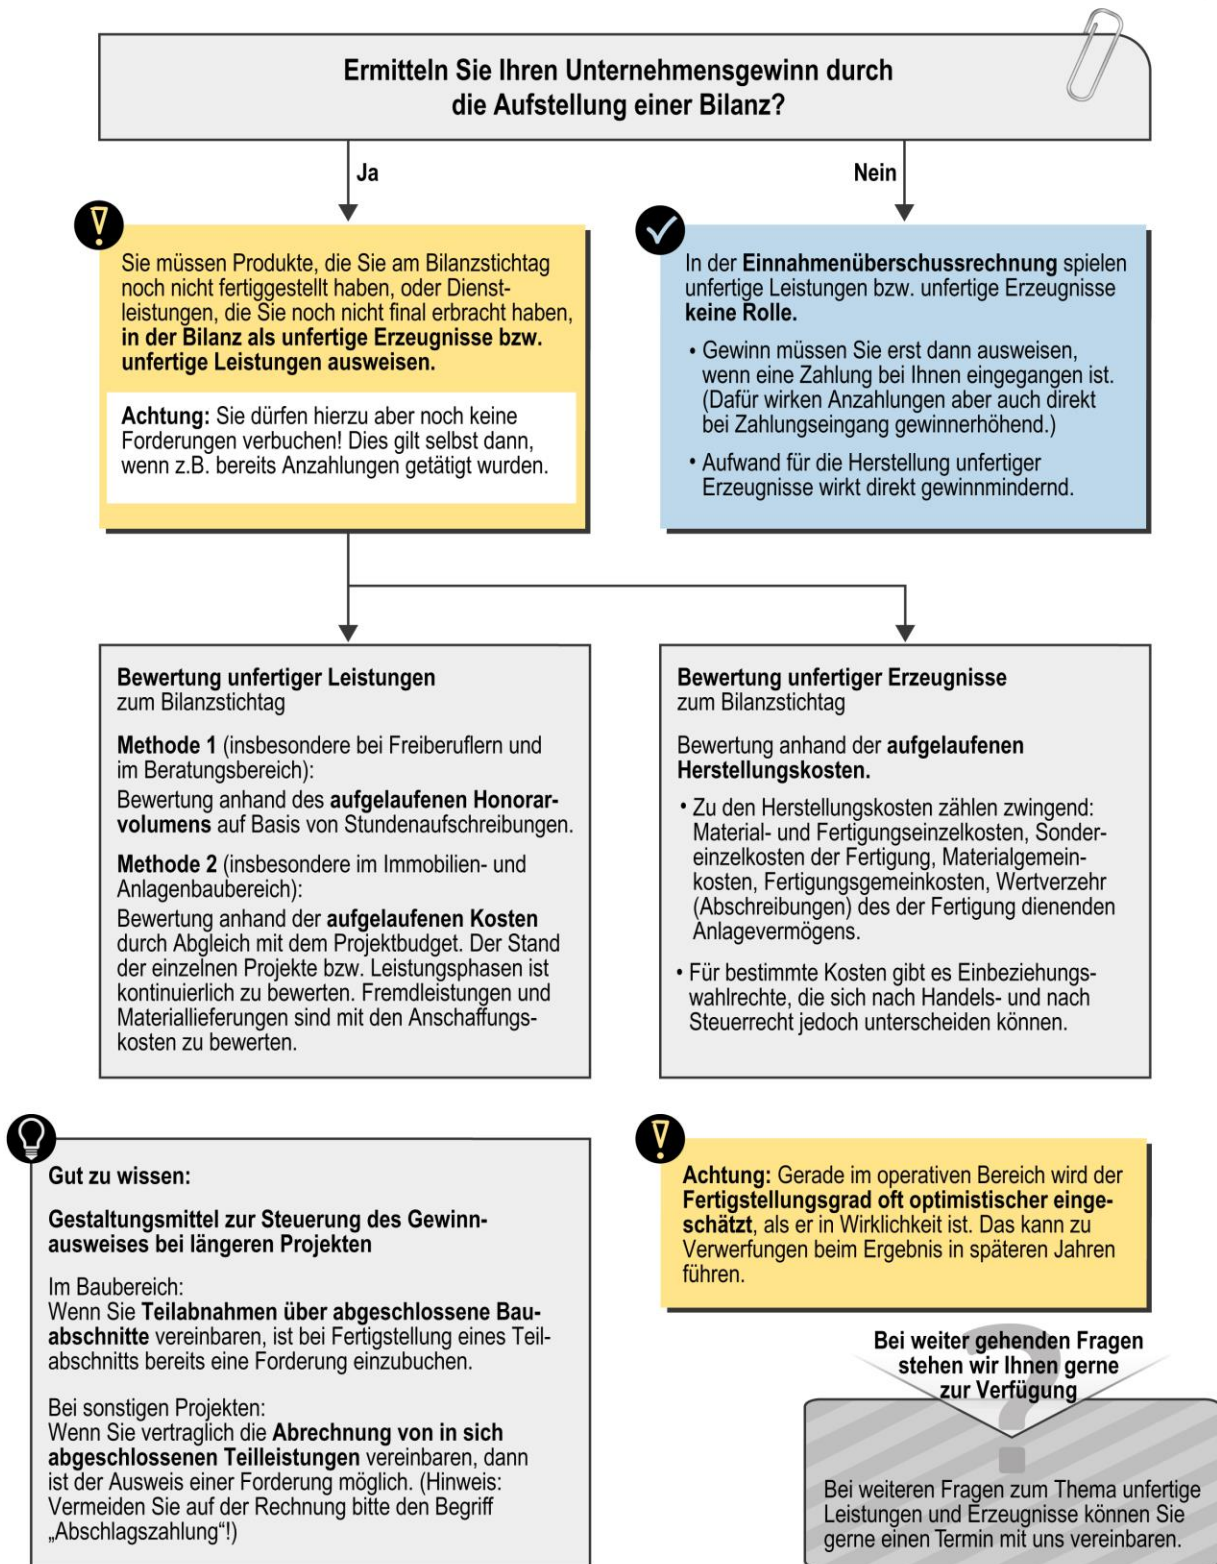 Ermitteln Sie Ihren Unternehmensgewinn durch
die Aufstellung einer Bilanz?
Ja
Nein
Sie müssen Produkte, die Sie am Bilanzstichtag
noch nicht fertiggestellt haben, oder Dienst-
leistungen, die Sie noch nicht final erbracht haben,
in der Bilanz als unfertige Erzeugnisse bzw.
unfertige Leistungen ausweisen.
Achtung: Sie dürfen hierzu aber noch keine
Forderungen verbuchen! Dies gilt selbst dann,
wenn z.B. bereits Anzahlungen getätigt wurden.
In der Einnahmenüberschussrechnung spielen
unfertige Leistungen bzw. unfertige Erzeugnisse
keine Rolle.
• Gewinn müssen Sie erst dann ausweisen,
wenn eine Zahlung bei Ihnen eingegangen ist.
(Dafür wirken Anzahlungen aber auch direkt
bei Zahlungseingang gewinnerhöhend.)
• Aufwand für die Herstellung unfertiger
Erzeugnisse wirkt direkt gewinnmindernd.
Bewertung unfertiger Leistungen
zum Bilanzstichtag
Methode 1 (insbesondere bei Freiberuflern und
im Beratungsbereich):
Bewertung anhand des aufgelaufenen Honorar-
volumens auf Basis von Stundenaufschreibungen.
Methode 2 (insbesondere im Immobilien- und
Anlagenbaubereich):
Bewertung anhand der aufgelaufenen Kosten
durch Abgleich mit dem Projektbudget. Der Stand
der einzelnen Projekte bzw. Leistungsphasen ist
kontinuierlich zu bewerten. Fremdleistungen und
Materiallieferungen sind mit den Anschaffungs-
kosten zu bewerten.
Bewertung unfertiger Erzeugnisse
zum Bilanzstichtag
Bewertung anhand der aufgelaufenen
Herstellungskosten.
• Zu den Herstellungskosten zählen zwingend:
Material- und Fertigungseinzelkosten, Sonder-
einzelkosten der Fertigung, Materialgemein-
kosten, Fertigungsgemeinkosten, Wertverzehr
(Abschreibungen) des der Fertigung dienenden
Anlagevermögens.
• Für bestimmte Kosten gibt es Einbeziehungs-
wahlrechte, die sich nach Handels- und nach
Steuerrecht jedoch unterscheiden können.
Gut zu wissen:
Gestaltungsmittel zur Steuerung des Gewinn-
ausweises bei längeren Projekten
Im Baubereich:
Wenn Sie Teilabnahmen über abgeschlossene Bau-
abschnitte vereinbaren, ist bei Fertigstellung eines Teil-
abschnitts bereits eine Forderung einzubuchen.
Bei sonstigen Projekten:
Wenn Sie vertraglich die Abrechnung von in sich
abgeschlossenen Teilleistungen vereinbaren, dann
ist der Ausweis einer Forderung möglich. (Hinweis:
Vermeiden Sie auf der Rechnung bitte den Begriff
„Abschlagszahlung“!)
Achtung: Gerade im operativen Bereich wird der
Fertigstellungsgrad oft optimistischer einge-
schätzt, als er in Wirklichkeit ist. Das kann zu
Verwerfungen beim Ergebnis in späteren Jahren
führen.
Bei weiter gehenden Fragen
stehen wir Ihnen gerne
zur Verfügung
Bei weiteren Fragen zum Thema unfertige
Leistungen und Erzeugnisse können Sie
gerne einen Termin mit uns vereinbaren.